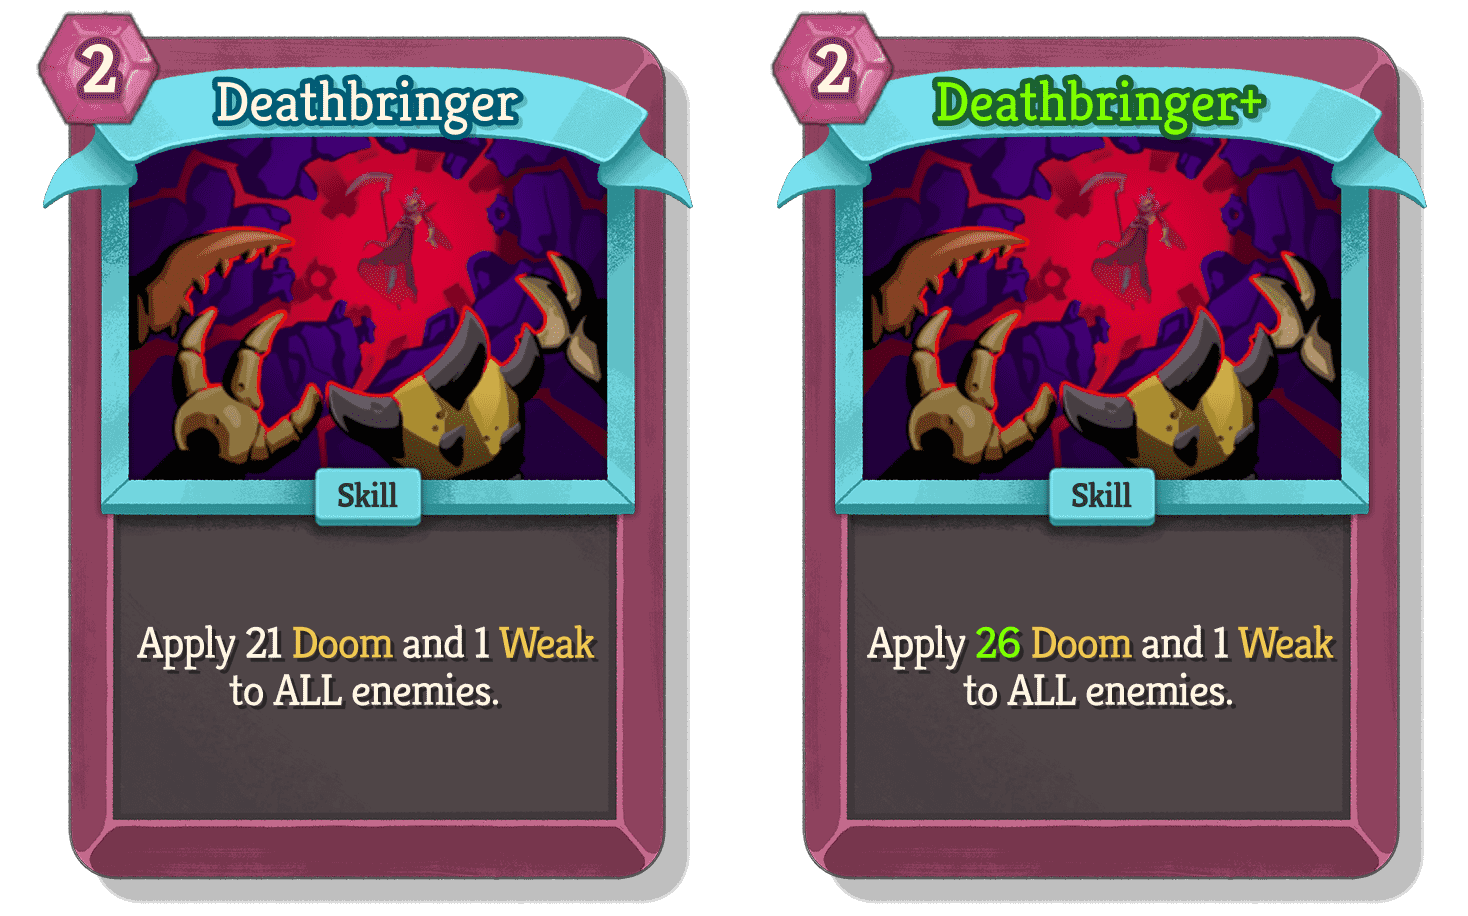 2
Deathbringer
Skill
Apply 21 Doom and 1 Weak
to ALL enemies.
2
Deathbringer+
Skill
Apply 26 Doom and 1 Weak
to ALL enemies.